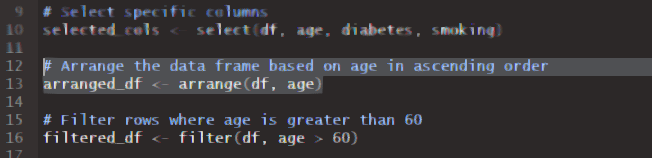 9 # Select specific columns
10 selected_cols <- select(df, age, diabetes, smoking)
11
12 # Arrange the data frame based on age in ascending order
13 arranged_df <- arrange(df, age)
14
15 # Filter rows where age is greater than 60
16 filtered_df <- filter(df, age > 60)
17